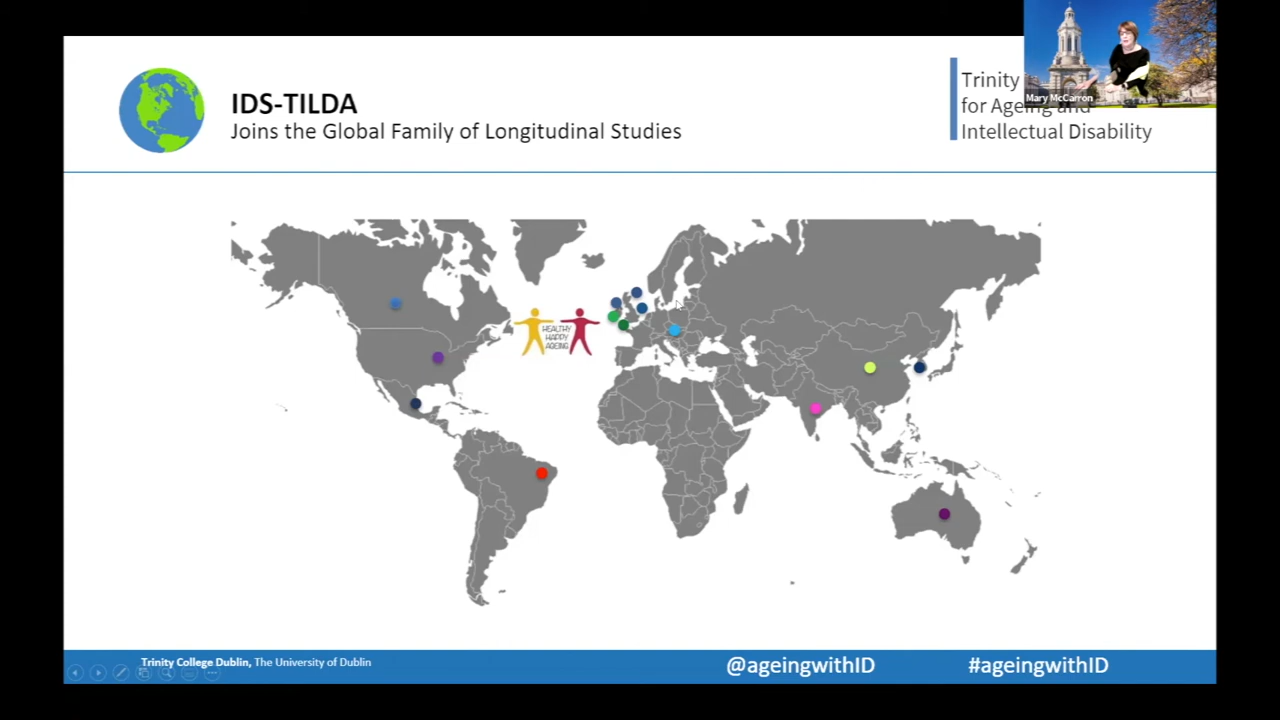 IDS-TILDA
Joins the Global Family of Longitudinal Studies
Trinity
for Ageing and
Intellectual Disability
Mary McCarron
HEALTHY
HAPPY
AGEING
Trinity College Dublin, The University of Dublin
@ageingwithID
#ageingwithID